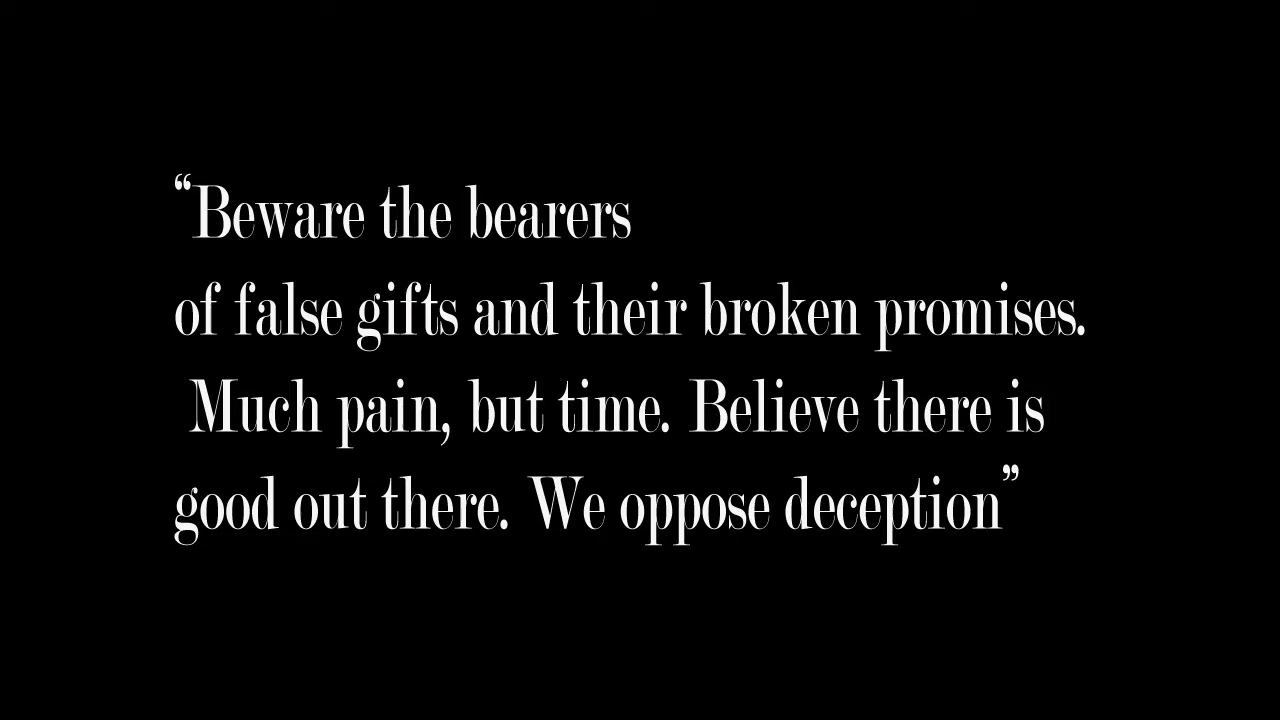 “Beware the bearers
of false gifts and their broken promises.
Much pain, but time. Believe there is
good out there. We oppose deception”